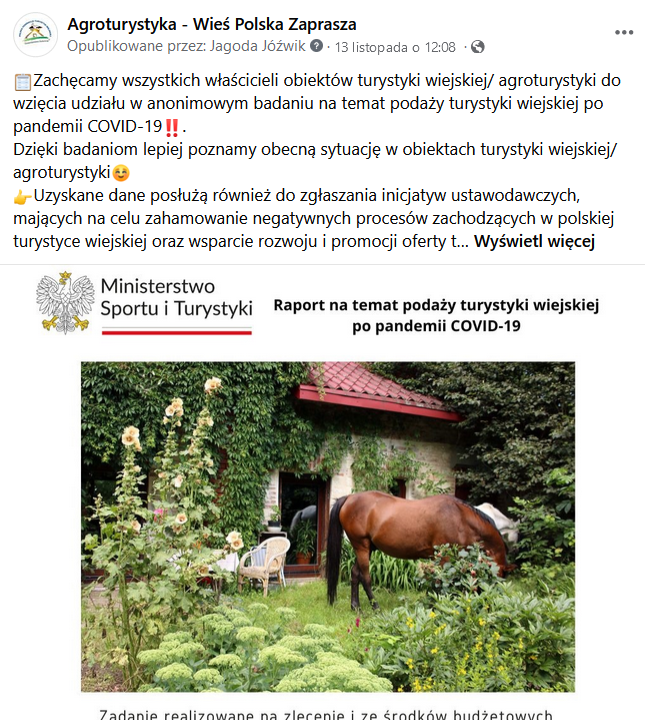 Agroturystyka - Wieś Polska Zaprasza
Opublikowane przez: Jagoda Jóźwik · 13 listopada o 12:08 ·
📋Zachęcamy wszystkich właścicieli obiektów turystyki wiejskiej/ agroturystyki do
wzięcia udziału w anonimowym badaniu na temat podaży turystyki wiejskiej po
pandemii COVID-19‼️.
Dzięki badaniom lepiej poznamy obecną sytuację w obiektach turystyki wiejskiej/
agroturystyki😊
👉Uzyskane dane posłużą również do zgłaszania inicjatyw ustawodawczych,
mających na celu zahamowanie negatywnych procesów zachodzących w polskiej
turystyce wiejskiej oraz wsparcie rozwoju i promocji oferty t... Wyświetl więcej
Ministerstwo
Sportu i Turystyki
Raport na temat podaży turystyki wiejskiej
po pandemii COVID-19
Zadanie realizowane na zlecenie i ze środków budżetowych